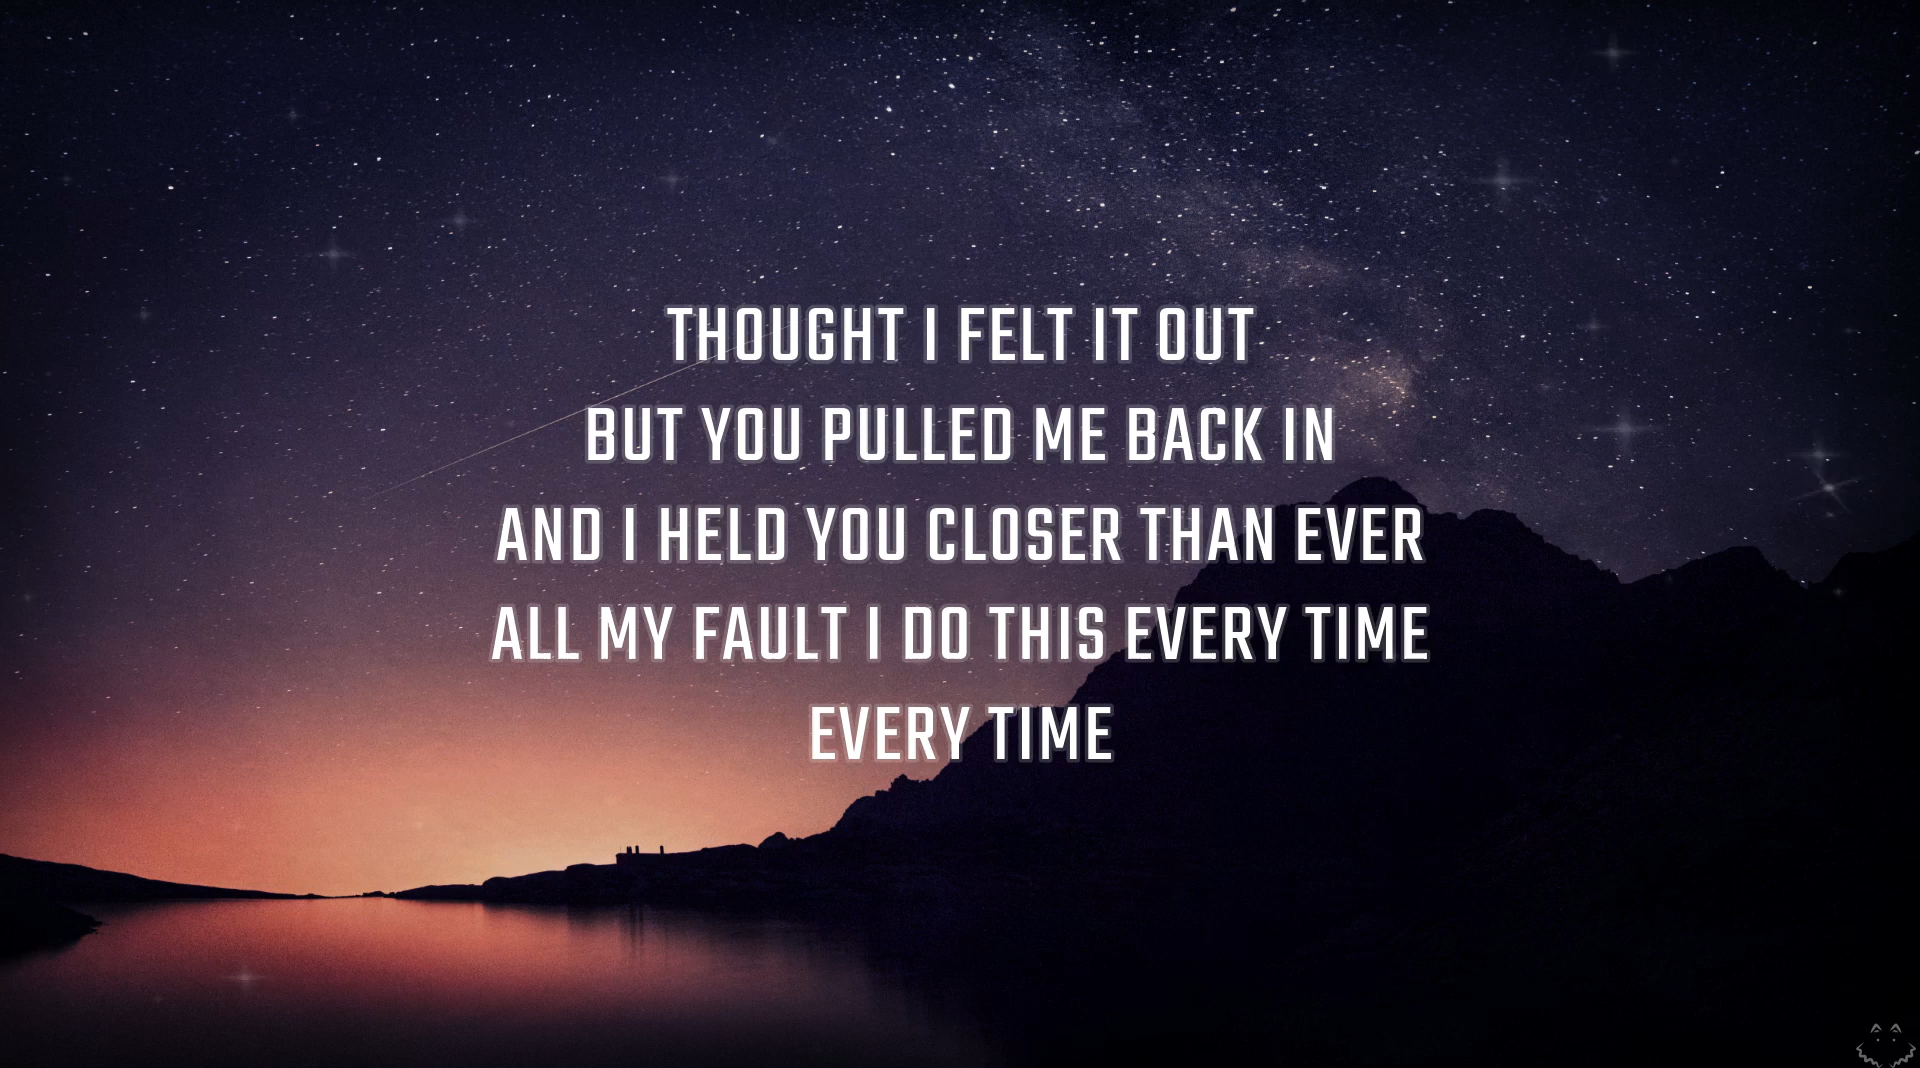 THOUGHT I FELT IT OUT
BUT YOU PULLED ME BACK IN
AND I HELD YOU CLOSER THAN EVER
ALL MY FAULT I DO THIS EVERY TIME
EVERY TIME